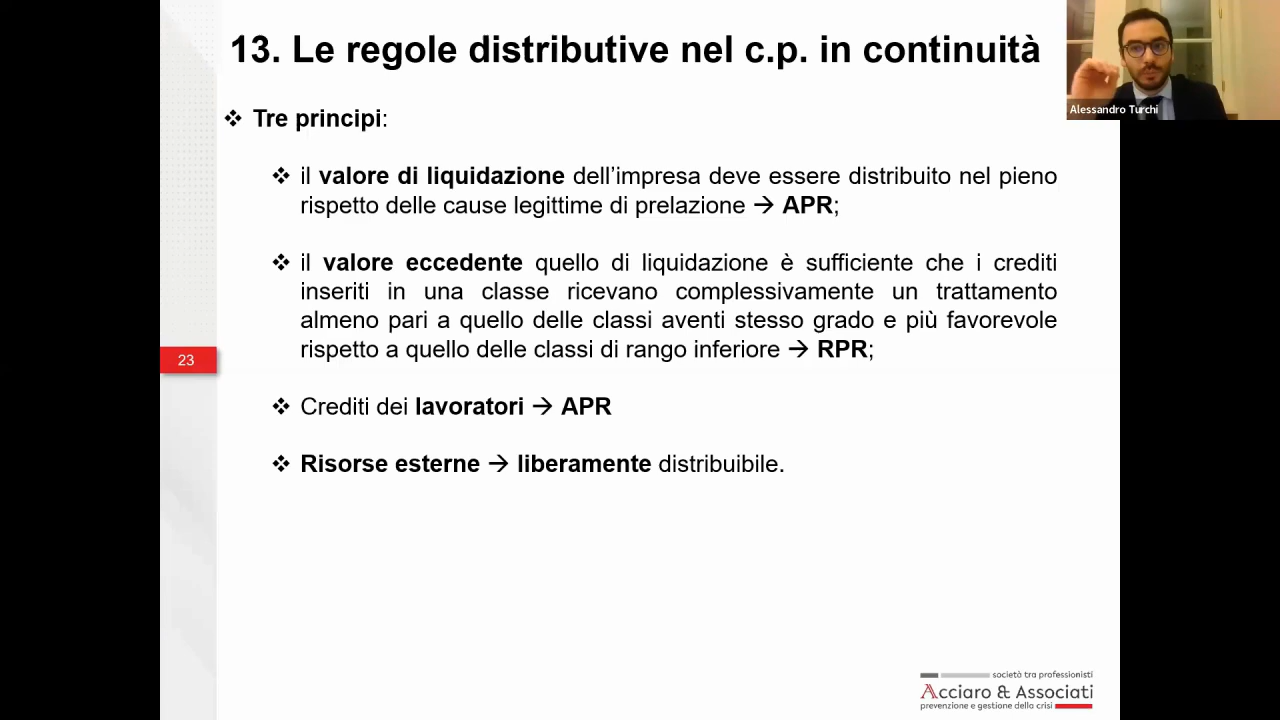 13. Le regole distributive nel c.p. in continuità
Alessandro Turchi
❖ Tre principi:
❖ il valore di liquidazione dell’impresa deve essere distribuito nel pieno
rispetto delle cause legittime di prelazione → APR;
❖ il valore eccedente quello di liquidazione è sufficiente che i crediti
inseriti in una classe ricevano complessivamente un trattamento
almeno pari a quello delle classi aventi stesso grado e più favorevole
rispetto a quello delle classi di rango inferiore → RPR;
23
❖ Crediti dei lavoratori → APR
❖ Risorse esterne → liberamente distribuibile.
società tra professionisti
Acciaro & Associati
prevenzione e gestione della crisi